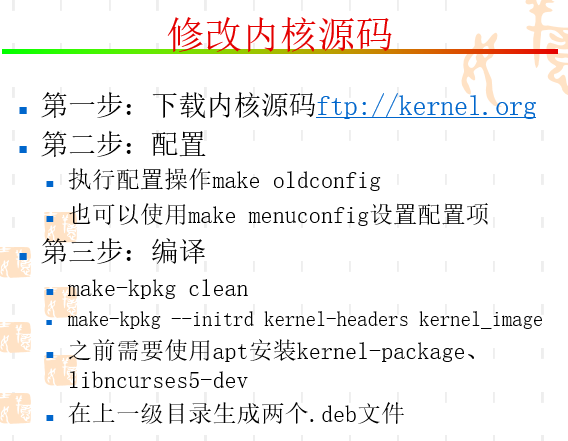 修改内核源码
第一步：下载内核源码ftp://kernel.org
第二步：配置
执行配置操作make oldconfig
也可以使用make menuconfig设置配置项
第三步：编译
make-kpkg clean
make-kpkg --initrd kernel-headers kernel_image
之前需要使用apt安装kernel-package、
libncurses5-dev
在上一级目录生成两个.deb文件